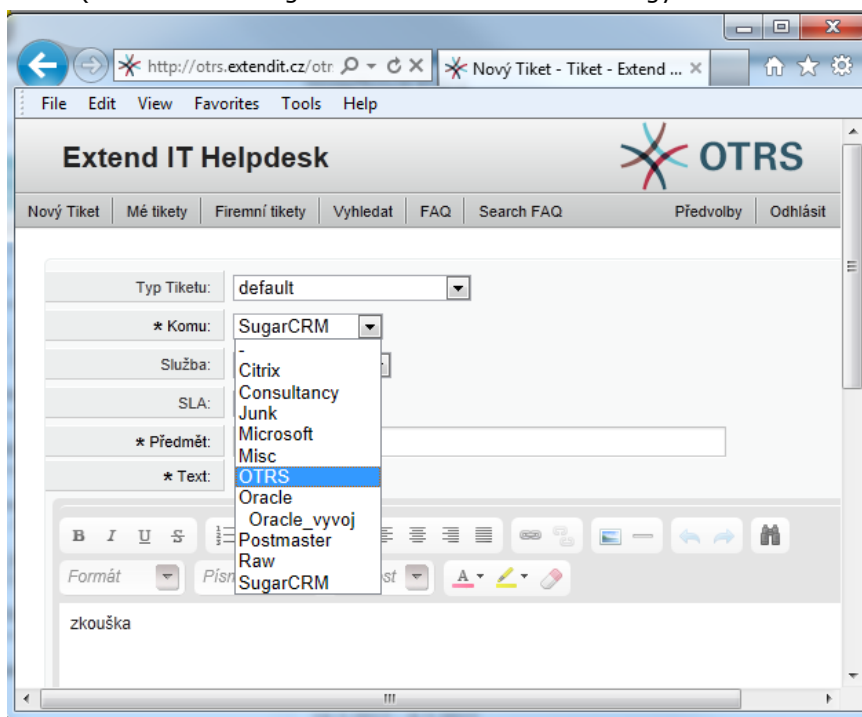 http://otrs.extendit.cz/otr
Nový Tiket - Tiket - Extend ...
File Edit View Favorites Tools Help
Extend IT Helpdesk
OTRS
Nový Tiket Mé tikety Firemní tikety Vyhledat FAQ Search FAQ Předvolby Odhlásit
Typ Tiketu: default
* Komu: SugarCRM
-
Služba:
Citrix
Consultancy
SLA:
Junk
Microsoft
* Předmět:
Misc
* Text:
OTRS
Oracle
Oracle_vyvoj
B I U S
Postmaster
Raw
Formát
Písm
st
A
SugarCRM
zkouška